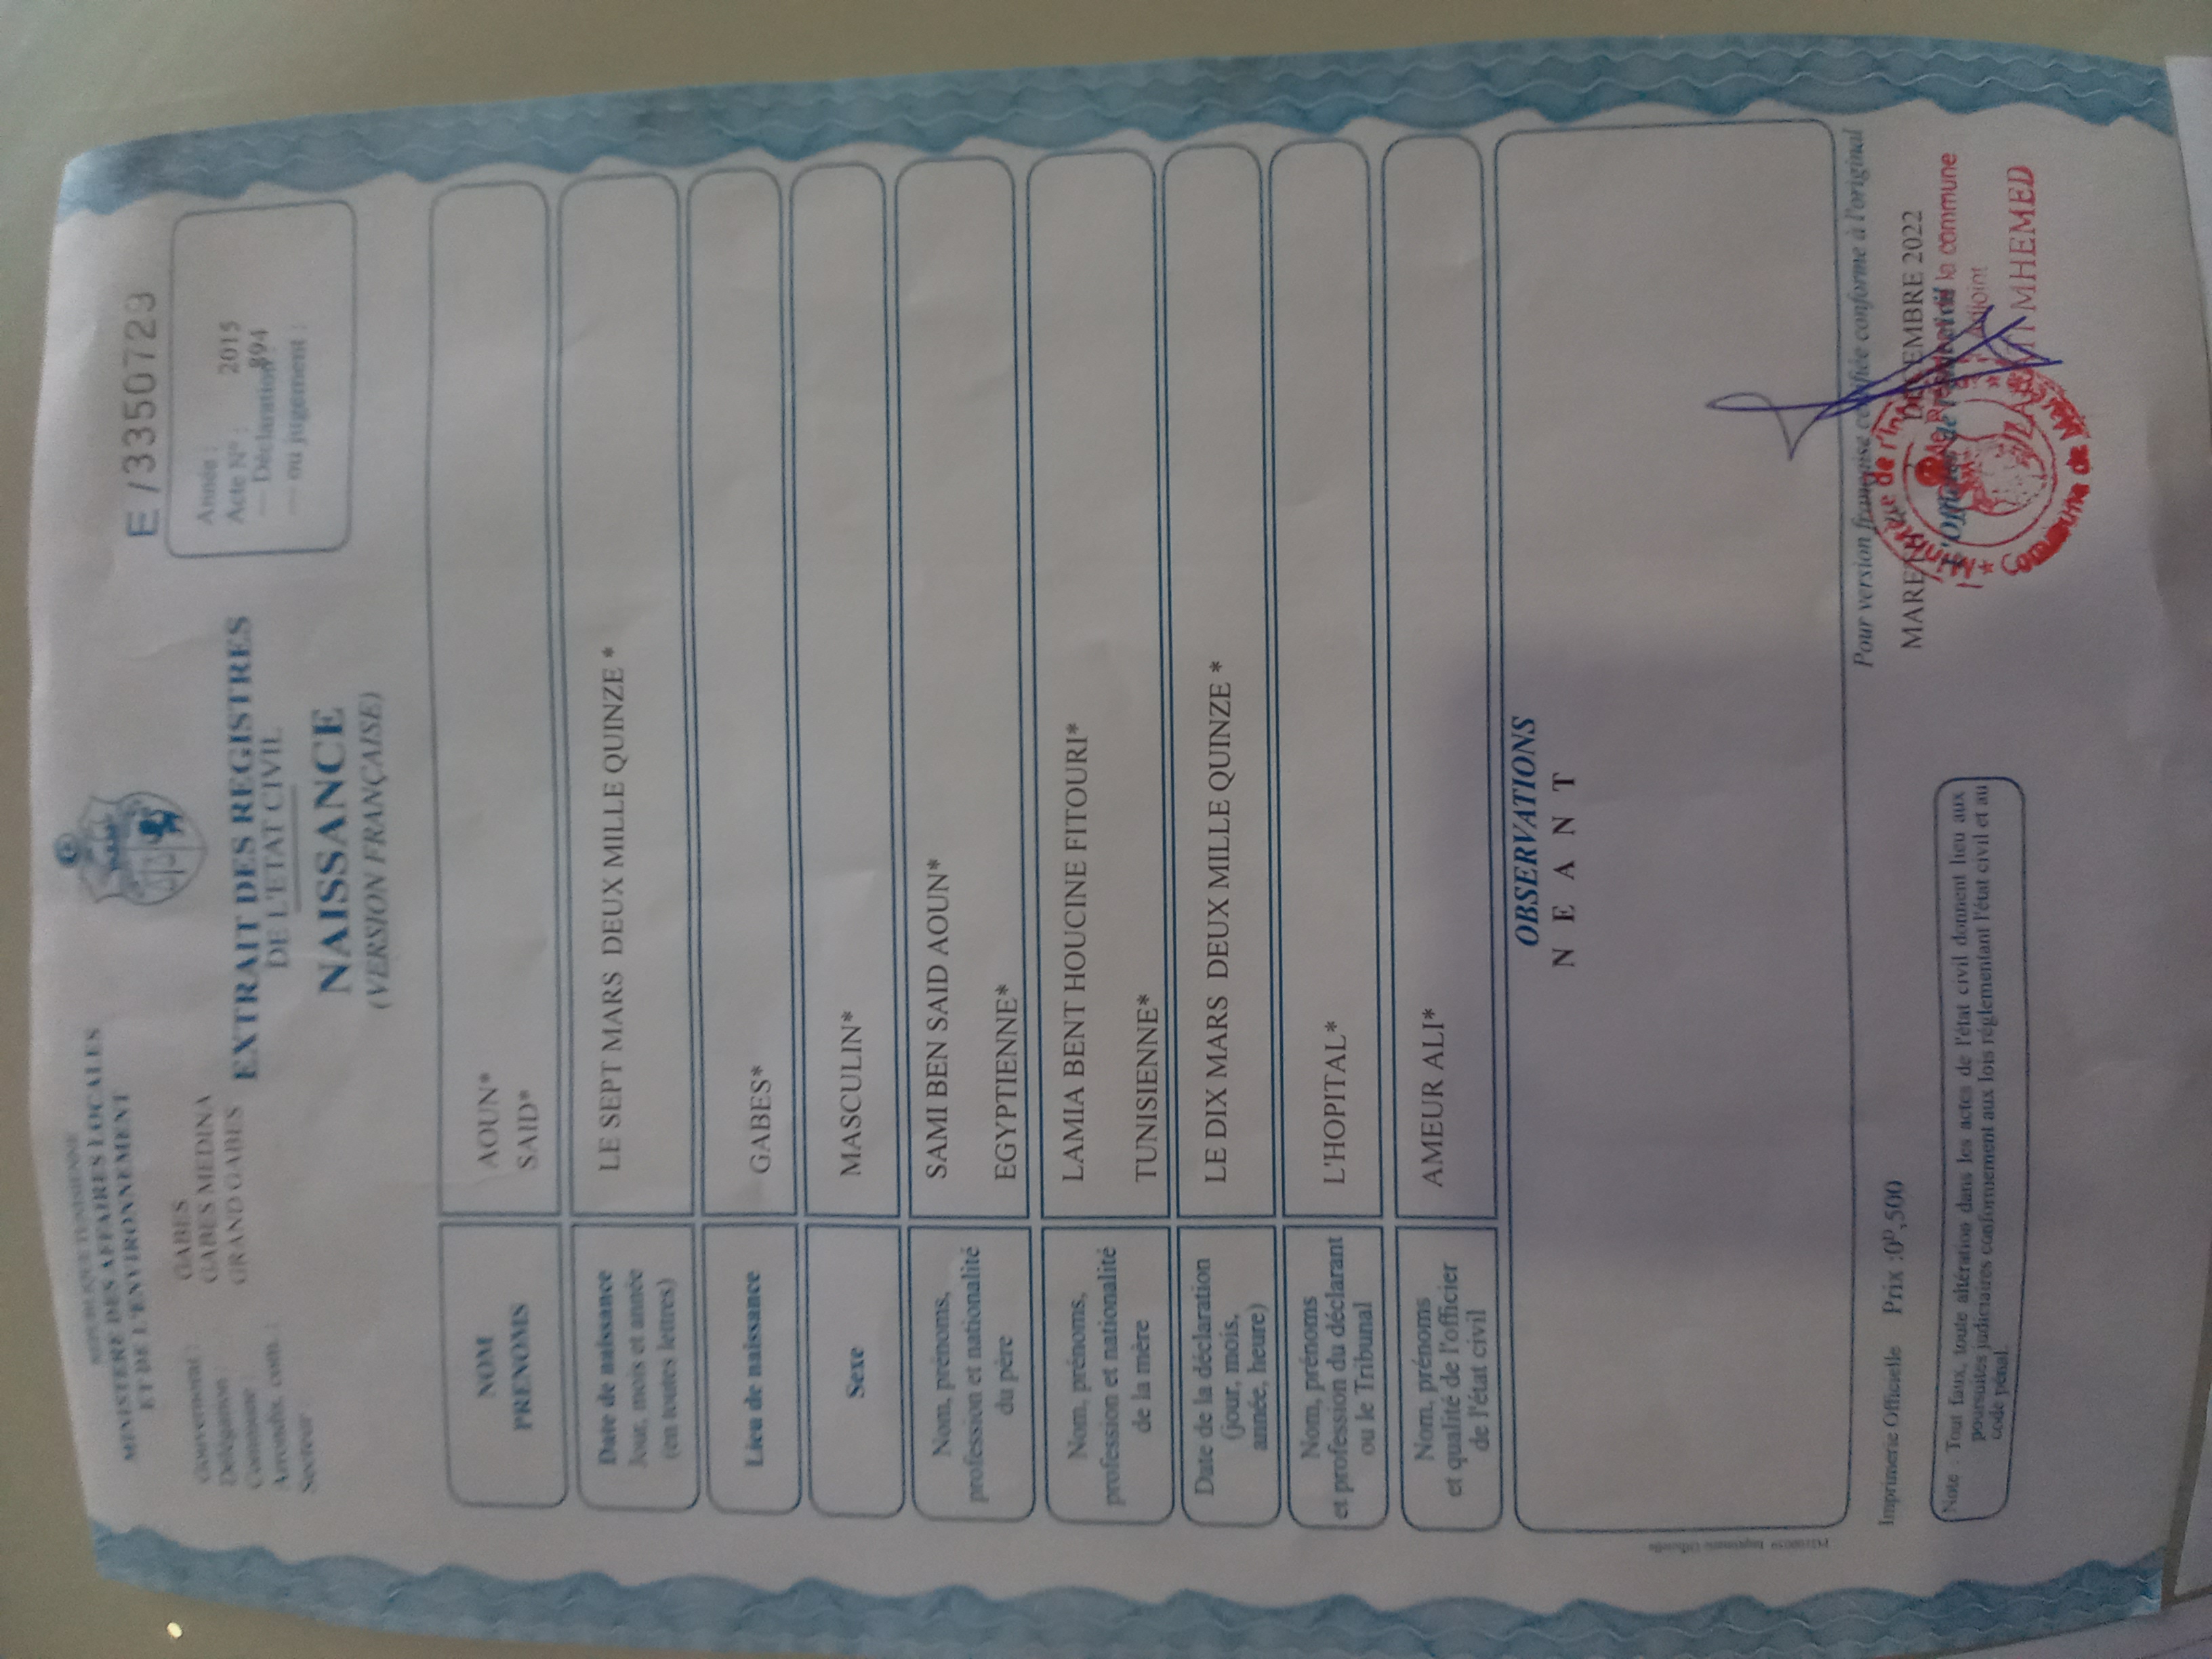 REPUBLIQUE TUNISIENNE
MINISTERE DES AFFAIRES LOCALES
ET DE L'ENVIRONNEMENT
Gouvernorat : GABES
Délégation : GABES MEDINA
Commune : GRAND GABES
Arrondis. com. :
Secteur :
EXTRAIT DES REGISTRES
DE L'ETAT CIVIL
NAISSANCE
(VERSION FRANÇAISE)
E /3350723
Année : 2015
Acte N° : 894
— Déclaration
— ou jugement :
NOM AOUN*
PRENOMS SAID*
Date de naissance
Jour, mois et année
(en toutes lettres)
LE SEPT MARS DEUX MILLE QUINZE *
Lieu de naissance GABES*
Sexe MASCULIN*
Nom, prénoms,
profession et nationalité
du père
SAMI BEN SAID AOUN*
EGYPTIENNE*
Nom, prénoms,
profession et nationalité
de la mère
LAMIA BENT HOUCINE FITOURI*
TUNISIENNE*
Date de la déclaration
(jour, mois,
année, heure)
LE DIX MARS DEUX MILLE QUINZE *
Nom, prénoms
et profession du déclarant
ou le Tribunal
L'HOPITAL*
Nom, prénoms
et qualité de l'officier
de l'état civil
AMEUR ALI*
OBSERVATIONS
N E A N T
Imprimerie Officielle Prix :0ᴰ,500
Note - Tout faux, toute altération dans les actes de l'état civil donnent lieu aux
poursuites judiciaires conformement aux lois réglementant l'état civil et au
code pénal.
Pour version française certifiée conforme à l'original
DECEMBRE 2022
la commune
Adjoint
MHEMED
Commune de